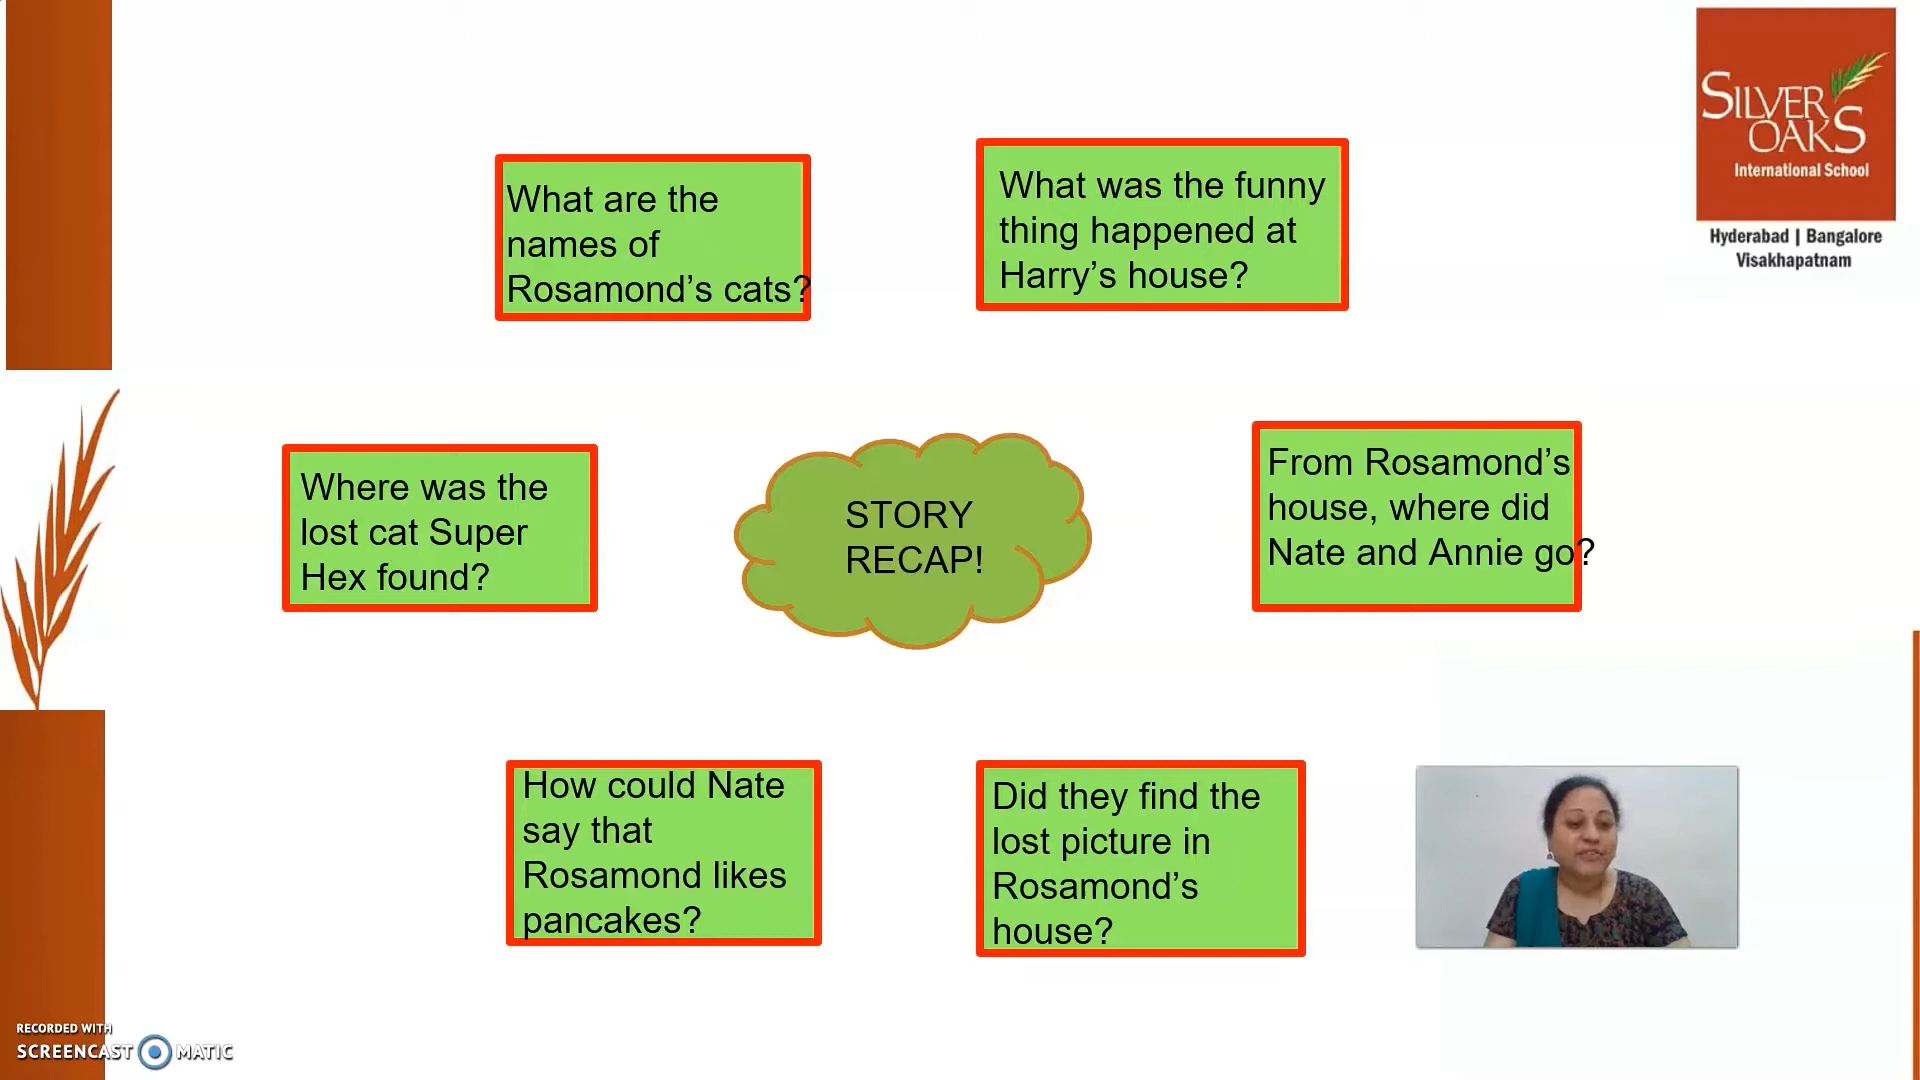 SILVER
OAKS
International School
Hyderabad | Bangalore
Visakhapatnam
What are the
names of
Rosamond’s cats?
What was the funny
thing happened at
Harry’s house?
Where was the
lost cat Super
Hex found?
STORY
RECAP!
From Rosamond’s
house, where did
Nate and Annie go?
How could Nate
say that
Rosamond likes
pancakes?
Did they find the
lost picture in
Rosamond’s
house?
RECORDED WITH
SCREENCAST MATIC